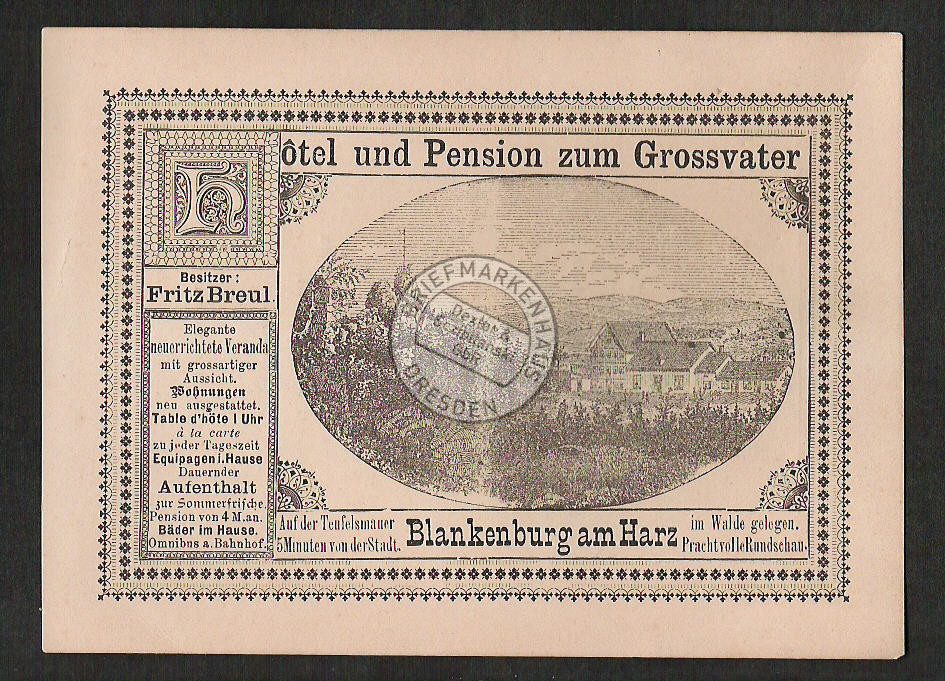 Hôtel und Pension zum Grossvater
Besitzer:
Fritz Breul.
Elegante
neuerrichtete Veranda
mit grossartiger
Aussicht.
Wohnungen
neu ausgestattet.
Table d'hôte 1 Uhr
à la carte
zu jeder Tageszeit
Equipagen i. Hause
Dauernder
Aufenthalt
zur Sommerfrische.
Pension von 4 M. an.
Bäder im Hause.
Omnibus a. Bahnhof.
Auf der Teufelsmauer
5 Minuten von der Stadt.
Blankenburg am Harz
im Walde gelegen.
Prachtvolle Rundschau.
BRIEFMARKENHAUS
DRESDEN
GbR